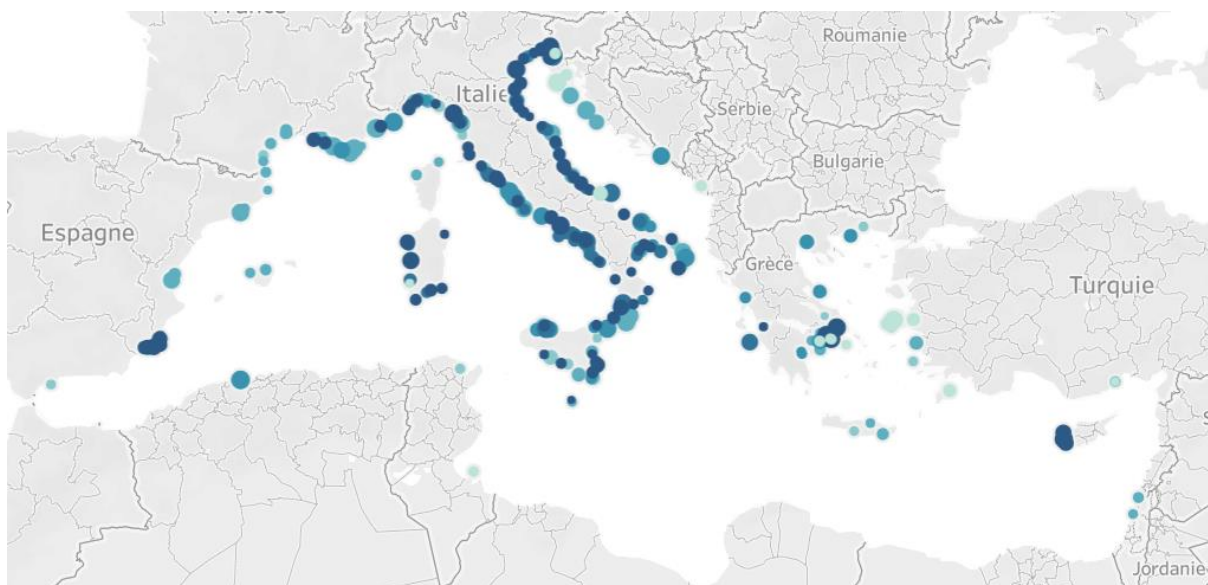 Roumanie
Italie
Serbie
Bulgarie
Espagne
Grèce
Turquie
Jordanie